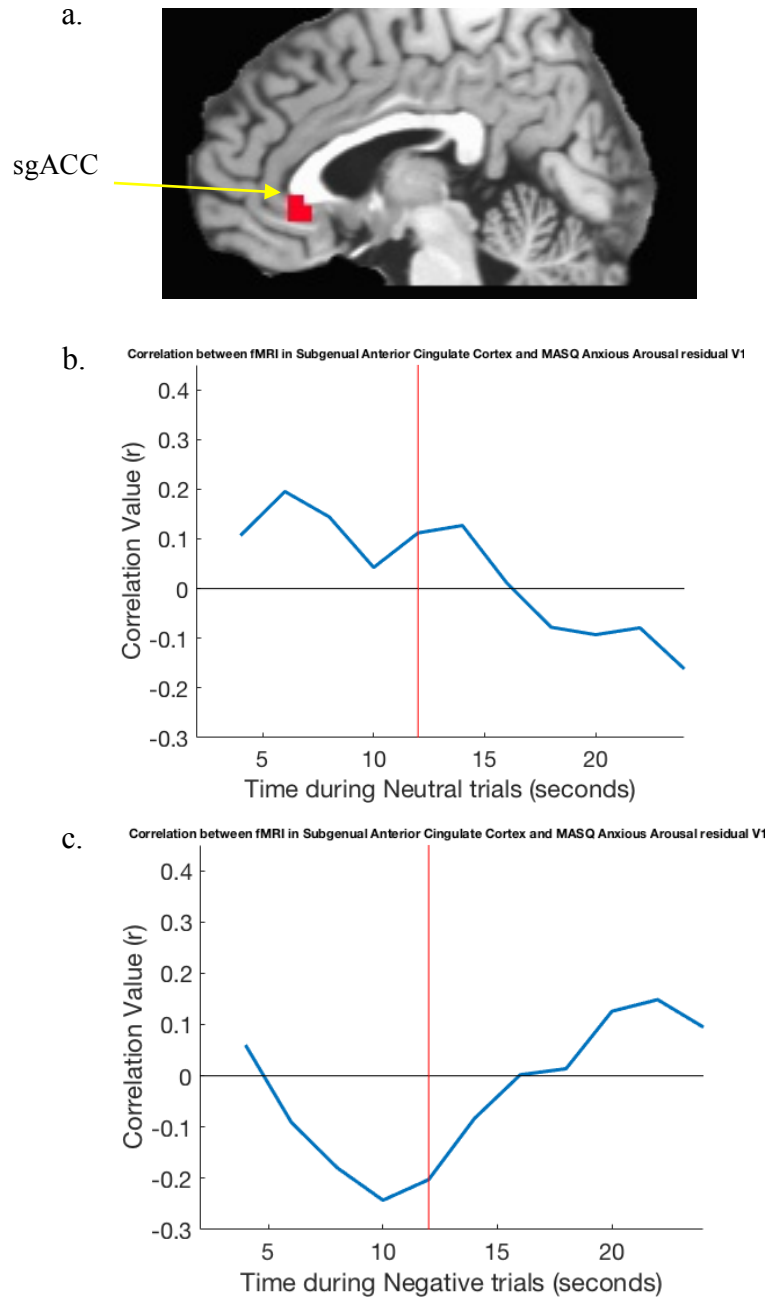 a.
sgACC
b.
Correlation between fMRI in Subgenual Anterior Cingulate Cortex and MASQ Anxious Arousal residual V1
0.4
0.3
0.2
0.1
0
-0.1
-0.2
-0.3
Correlation Value (r)
5 10 15 20
Time during Neutral trials (seconds)
c.
Correlation between fMRI in Subgenual Anterior Cingulate Cortex and MASQ Anxious Arousal residual V1
0.4
0.3
0.2
0.1
0
-0.1
-0.2
-0.3
Correlation Value (r)
5 10 15 20
Time during Negative trials (seconds)